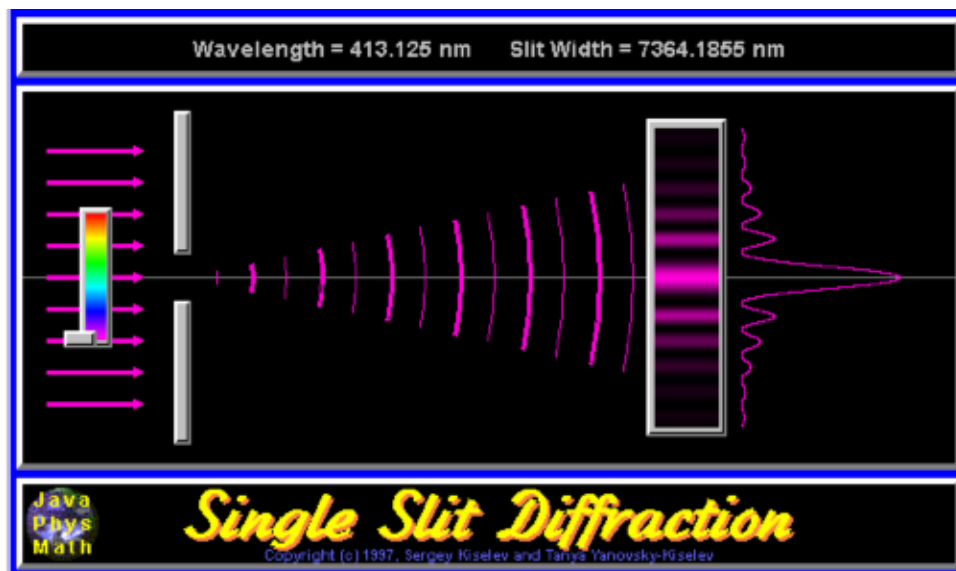 Wavelength = 413.125 nm Slit Width = 7364.1855 nm
Java
Phys
Math
Single Slit Diffraction
Copyright (c) 1997, Sergey Kiselev and Tanya Yanovsky-Kiselev